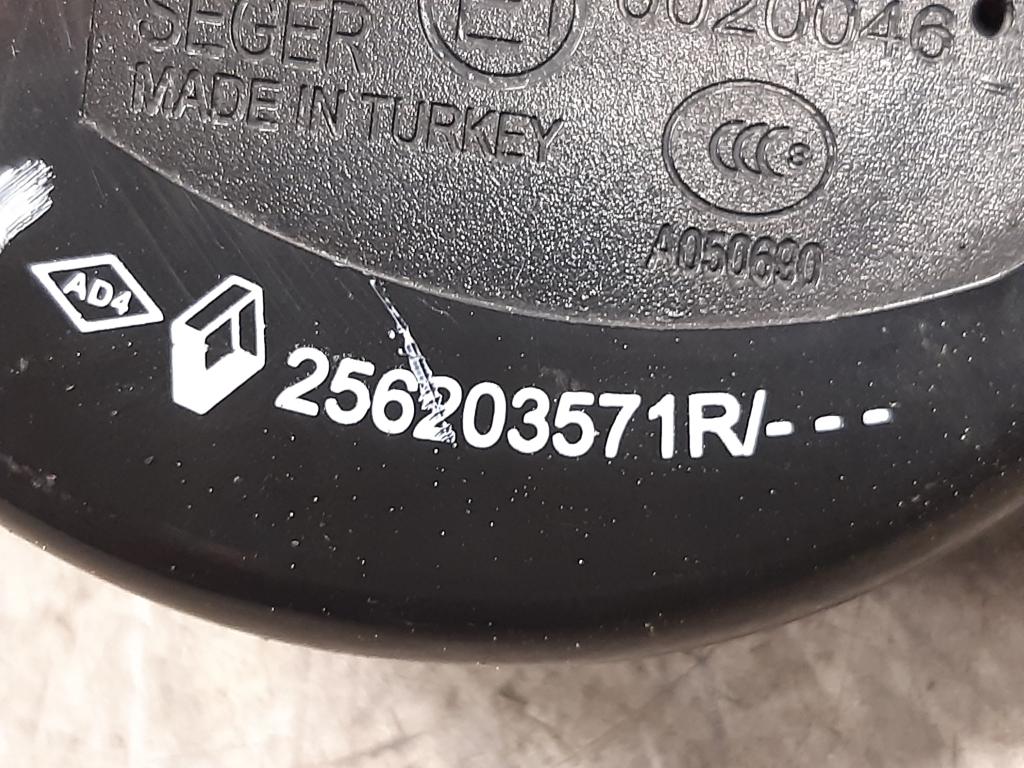 SEGER
MADE IN TURKEY
0020046
CCC
A050690
AD4
256203571R/---